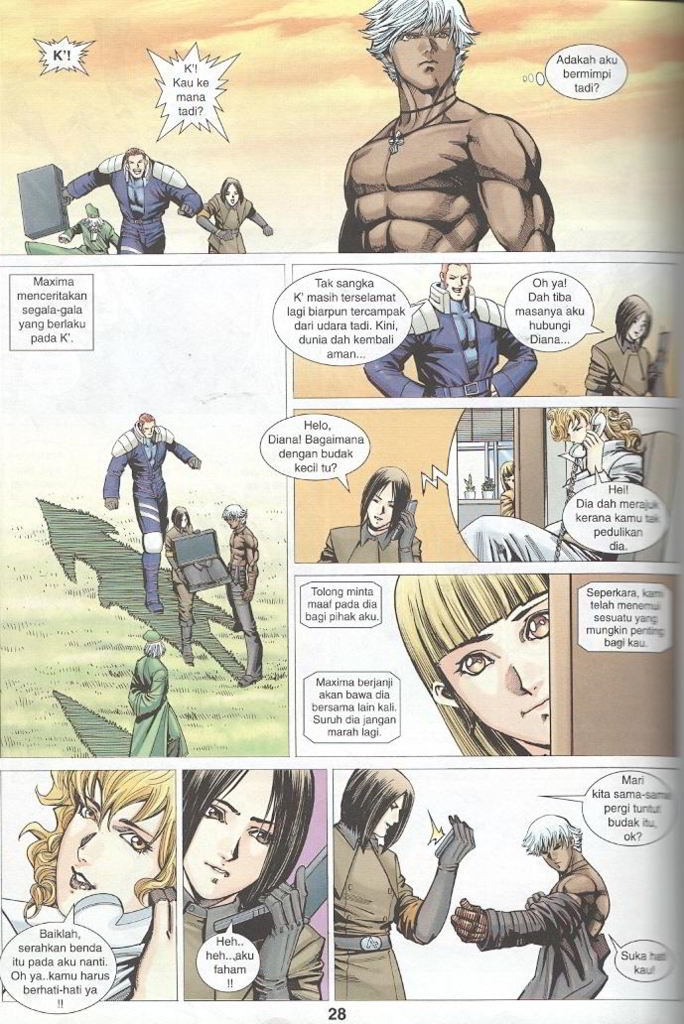 K'!
K'!
Kau ke
mana
tadi?
Adakah aku
bermimpi
tadi?
Maxima
menceritakan
segala-gala
yang berlaku
pada K'.
Tak sangka
K' masih terselamat
lagi biarpun tercampak
dari udara tadi. Kini,
dunia dah kembali
aman...
Oh ya!
Dah tiba
masanya aku
hubungi
Diana...
Helo,
Diana! Bagaimana
dengan budak
kecil tu?
Hei!
Dia dah merajuk
kerana kamu tak
pedulikan
dia.
Tolong minta
maaf pada dia
bagi pihak aku.
Seperkara, kami
telah menemui
sesuatu yang
mungkin penting
bagi kau.
Maxima berjanji
akan bawa dia
bersama lain kali.
Suruh dia jangan
marah lagi.
Baiklah,
serahkan benda
itu pada aku nanti.
Oh ya..kamu harus
berhati-hati ya
!!
Heh..
heh...aku
faham
!!
Mari
kita sama-sama
pergi tuntut
budak itu,
ok?
Suka hati
kau!
28